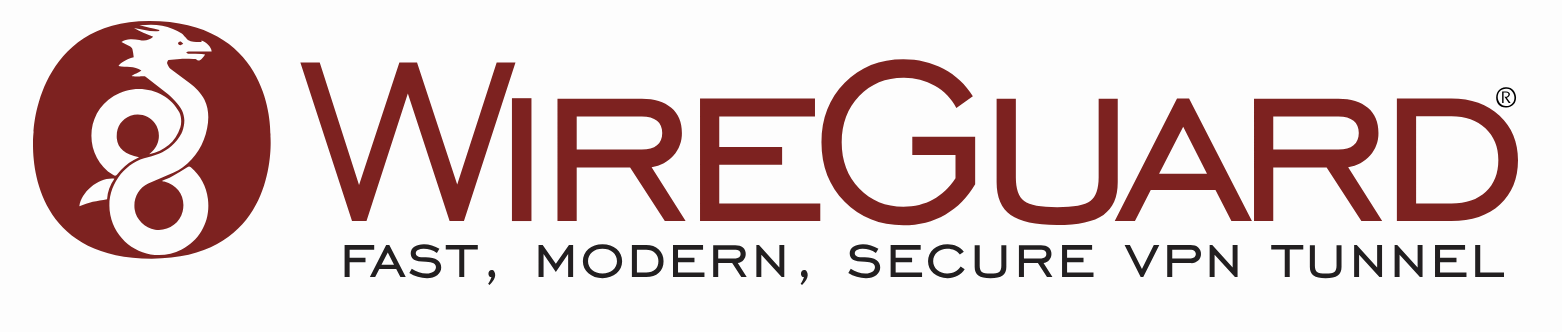 WIREGUARD®
FAST, MODERN, SECURE VPN TUNNEL